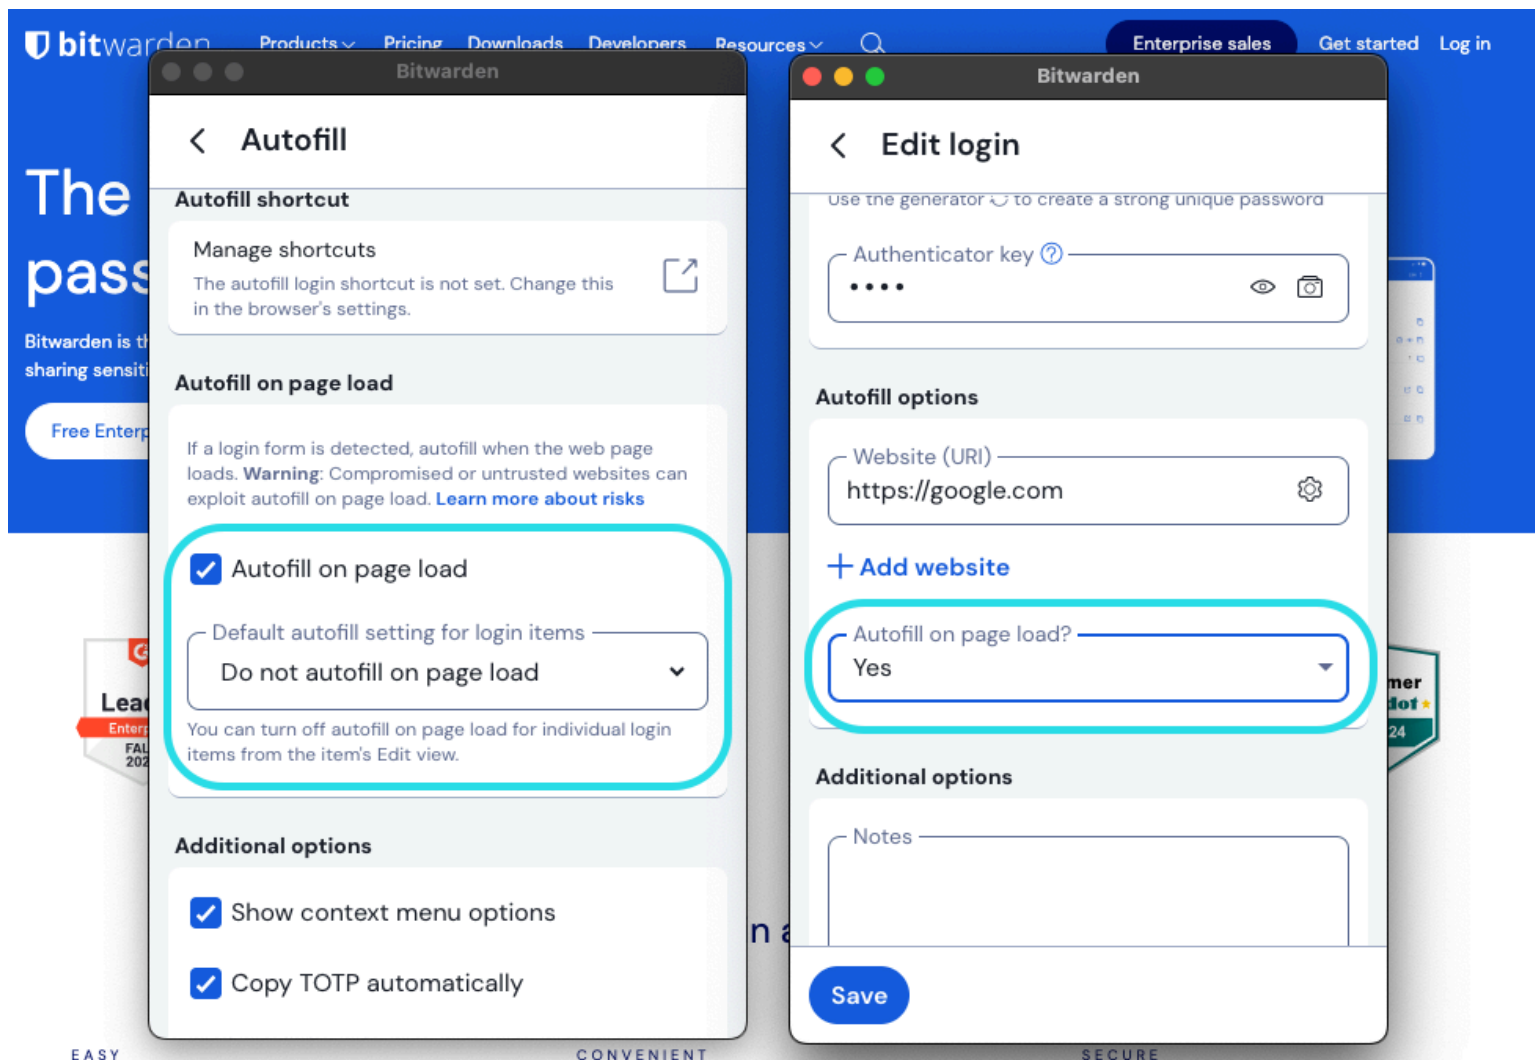 bitwarden
Products
Pricing
Downloads
Developers
Resources
Enterprise sales
Get started
Log in
The
pass
Bitwarden is th
sharing sensiti
Free Enterp
Bitwarden
Autofill
Autofill shortcut
Manage shortcuts
The autofill login shortcut is not set. Change this
in the browser's settings.
Autofill on page load
If a login form is detected, autofill when the web page
loads. Warning: Compromised or untrusted websites can
exploit autofill on page load. Learn more about risks
Autofill on page load
Default autofill setting for login items
Do not autofill on page load
You can turn off autofill on page load for individual login
items from the item's Edit view.
Additional options
Show context menu options
Copy TOTP automatically
Bitwarden
Edit login
Use the generator to create a strong unique password
Authenticator key
••••
Autofill options
Website (URI)
https://google.com
+ Add website
Autofill on page load?
Yes
Additional options
Notes
Save
Lea
Enterp
FAL
202
mer
dot
24
n a
EASY
CONVENIENT
SECURE